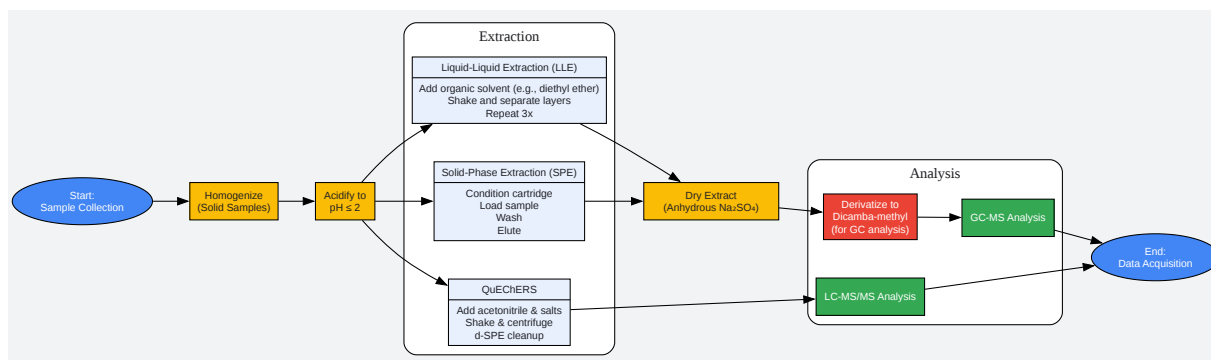 Extraction
Liquid-Liquid Extraction (LLE)
Add organic solvent (e.g., diethyl ether)
Shake and separate layers
Repeat 3x
Start:
Sample Collection
Homogenize
(Solid Samples)
Acidify to
pH ≤ 2
Solid-Phase Extraction (SPE)
Condition cartridge
Load sample
Wash
Elute
Dry Extract
(Anhydrous Na₂SO₄)
QuEChERS
Add acetonitrile & salts
Shake & centrifuge
d-SPE cleanup
Analysis
Derivatize to
Dicamba-methyl
(for GC analysis)
GC-MS Analysis
LC-MS/MS Analysis
End:
Data Acquisition